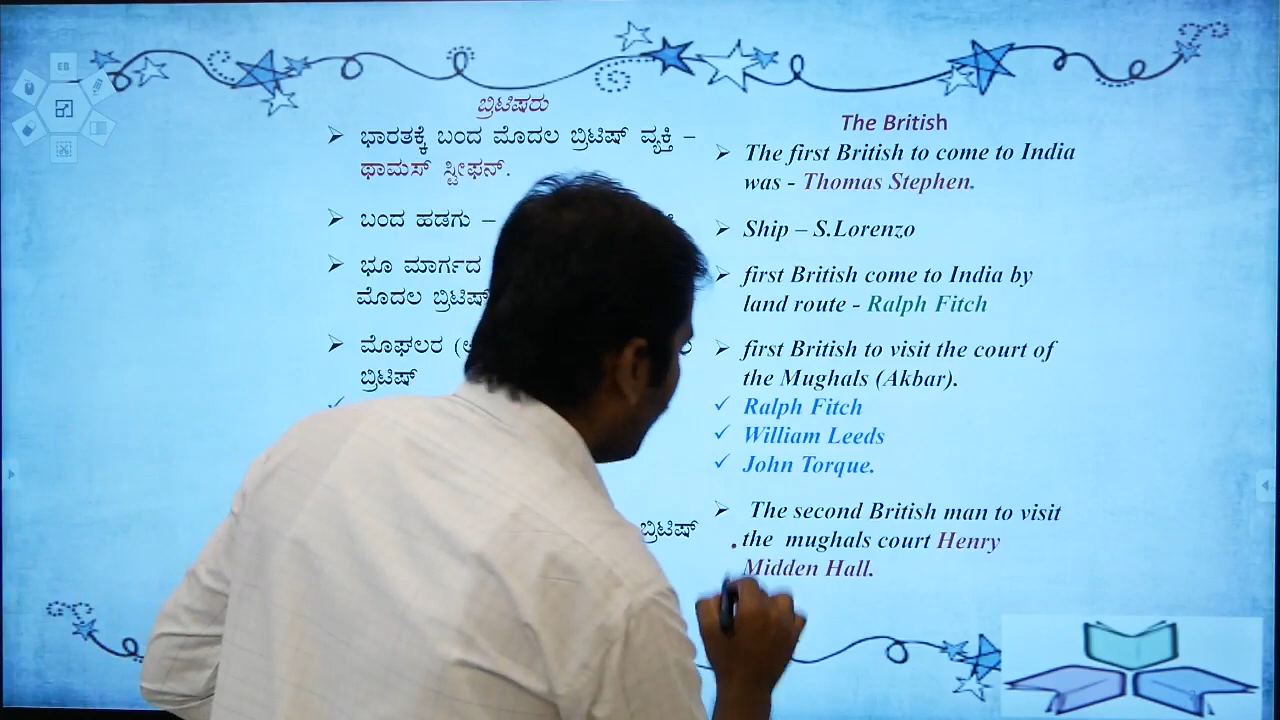 EB
ಬ್ರಿಟಿಷರು
➢ ಭಾರತಕ್ಕೆ ಬಂದ ಮೊದಲ ಬ್ರಿಟಿಷ್ ವ್ಯಕ್ತಿ –
ಥಾಮಸ್ ಸ್ಟೀಫನ್.
➢ ಬಂದ ಹಡಗು –
➢ ಭೂ ಮಾರ್ಗದ
ಮೊದಲ ಬ್ರಿಟಿಷ್
➢ ಮೊಘಲರ
ಬ್ರಿಟಿಷ್
✓
ಬ್ರಿಟಿಷ್
The British
➢ The first British to come to India
was - Thomas Stephen.
➢ Ship – S.Lorenzo
➢ first British come to India by
land route - Ralph Fitch
➢ first British to visit the court of
the Mughals (Akbar).
✓ Ralph Fitch
✓ William Leeds
✓ John Torque.
➢ The second British man to visit
the mughals court Henry
Midden Hall.